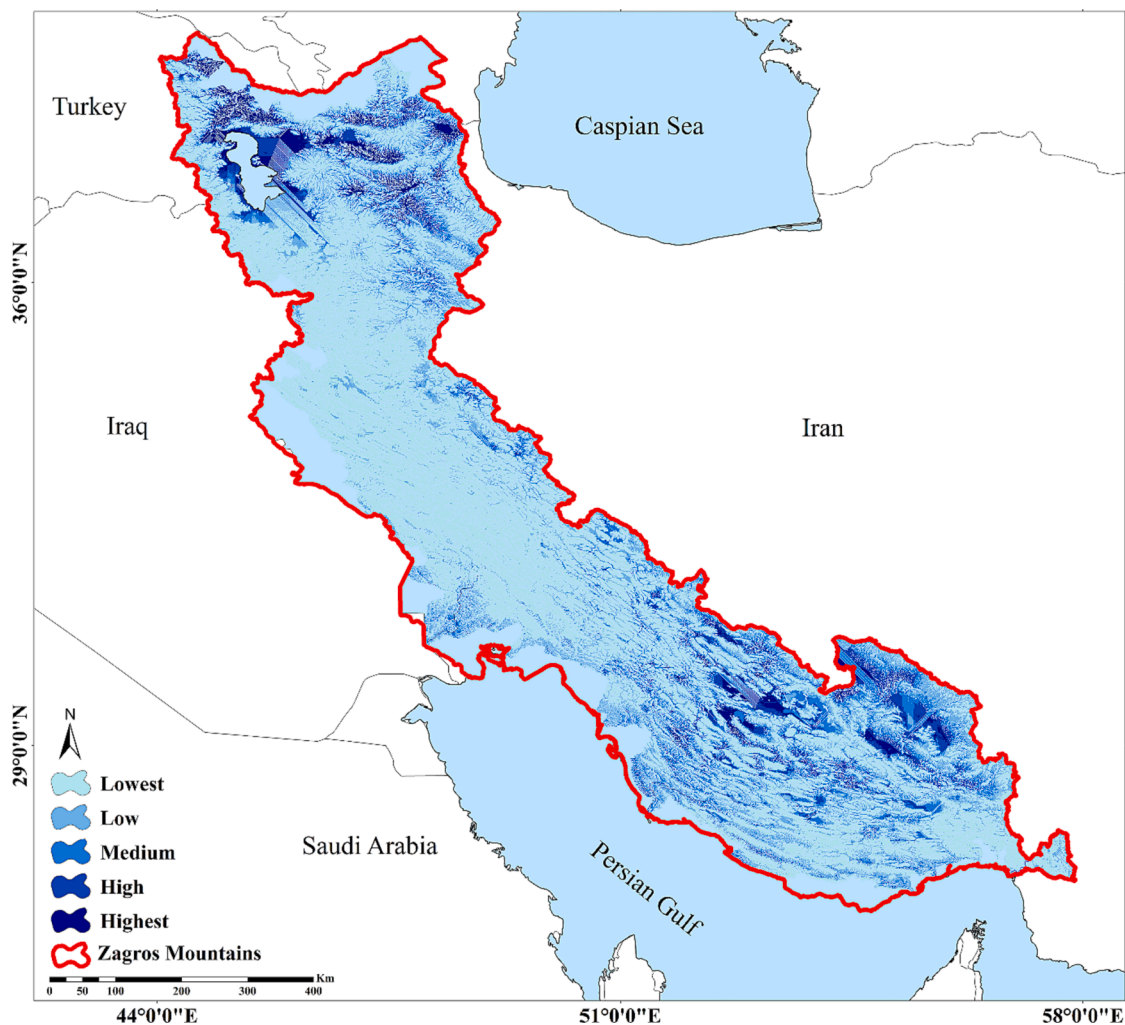 Turkey
Caspian Sea
36°0'0"N
Iraq
Iran
29°0'0"N
N
Lowest
Low
Medium
High
Highest
Zagros Mountains
Saudi Arabia
Persian Gulf
Km
0 50 100 200 300 400
44°0'0"E 51°0'0"E 58°0'0"E